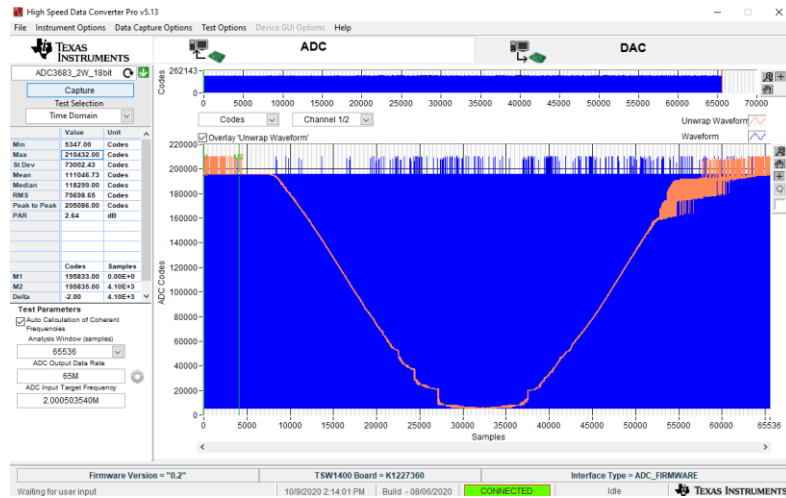 High Speed Data Converter Pro v5.13
File Instrument Options Data Capture Options Test Options Device GUI Options Help
TEXAS INSTRUMENTS
ADC
DAC
ADC3683_2W_18bit
Capture
Test Selection
Time Domain
Value Unit
Min 5347.00 Codes
Max 210432.00 Codes
St Dev 73002.43 Codes
Mean 111046.73 Codes
Median 118299.00 Codes
RMS 75698.65 Codes
Peak to Peak 205086.00 Codes
PAR 2.64 dB
Codes Samples
M1 195833.00 0.00E+0
M2 195835.00 4.10E+3
Delta -2.00 4.10E+3
Test Parameters
Auto Calculation of Coherent
Frequencies
Analysis Window (samples)
65536
ADC Output Data Rate
65M
ADC Input Target Frequency
2.000503540M
Codes
262143
0
0 5000 10000 15000 20000 25000 30000 35000 40000 45000 50000 55000 60000 65000 70000
Codes
Channel 1/2
Unwrap Waveform
Overlay 'Unwrap Waveform'
Waveform
ADC Codes
220000
200000
180000
160000
140000
120000
100000
80000
60000
40000
20000
0
0 5000 10000 15000 20000 25000 30000 35000 40000 45000 50000 55000 60000 65536
Samples
Firmware Version = "0.2"
TSW1400 Board = K1227360
Interface Type = ADC_FIRMWARE
Waiting for user input
10/9/2020 2:14:01 PM
Build - 08/06/2020
CONNECTED
Idle
TEXAS INSTRUMENTS